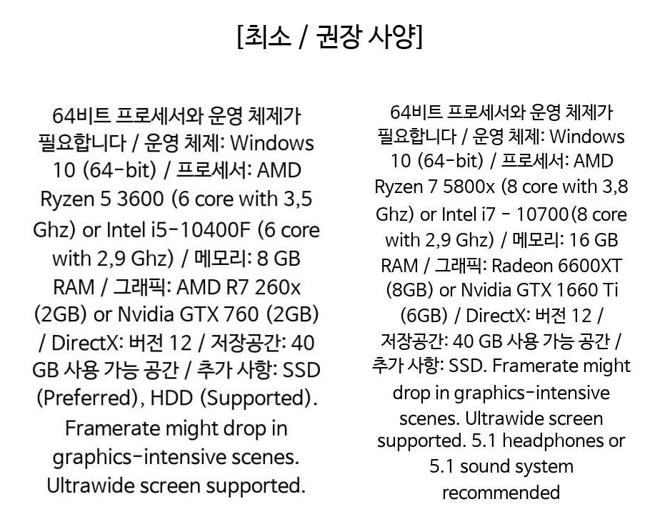 [최소 / 권장 사양]
64비트 프로세서와 운영 체제가
필요합니다 / 운영 체제: Windows
10 (64-bit) / 프로세서: AMD
Ryzen 5 3600 (6 core with 3,5
Ghz) or Intel i5-10400F (6 core
with 2,9 Ghz) / 메모리: 8 GB
RAM / 그래픽: AMD R7 260x
(2GB) or Nvidia GTX 760 (2GB)
/ DirectX: 버전 12 / 저장공간: 40
GB 사용 가능 공간 / 추가 사항: SSD
(Preferred), HDD (Supported).
Framerate might drop in
graphics-intensive scenes.
Ultrawide screen supported.
64비트 프로세서와 운영 체제가
필요합니다 / 운영 체제: Windows
10 (64-bit) / 프로세서: AMD
Ryzen 7 5800x (8 core with 3,8
Ghz) or Intel i7 - 10700(8 core
with 2,9 Ghz) / 메모리: 16 GB
RAM / 그래픽: Radeon 6600XT
(8GB) or Nvidia GTX 1660 Ti
(6GB) / DirectX: 버전 12 /
저장공간: 40 GB 사용 가능 공간 /
추가 사항: SSD. Framerate might
drop in graphics-intensive
scenes. Ultrawide screen
supported. 5.1 headphones or
5.1 sound system
recommended